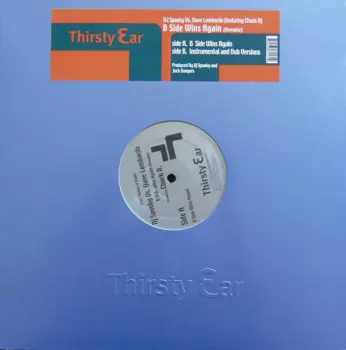 Thirsty Ear
DJ Spooky Vs. Dave Lombardo (featuring Chuck D)
B Side Wins Again (Remake)
side A. B Side Wins Again
side B. Instrumental and Dub Versions
Produced by DJ Spooky and
Jack Dangers
Dj Spooky Vs. Dave Lombardo
Chuck D.
Side A
Thirsty Ear
Thirsty Ear